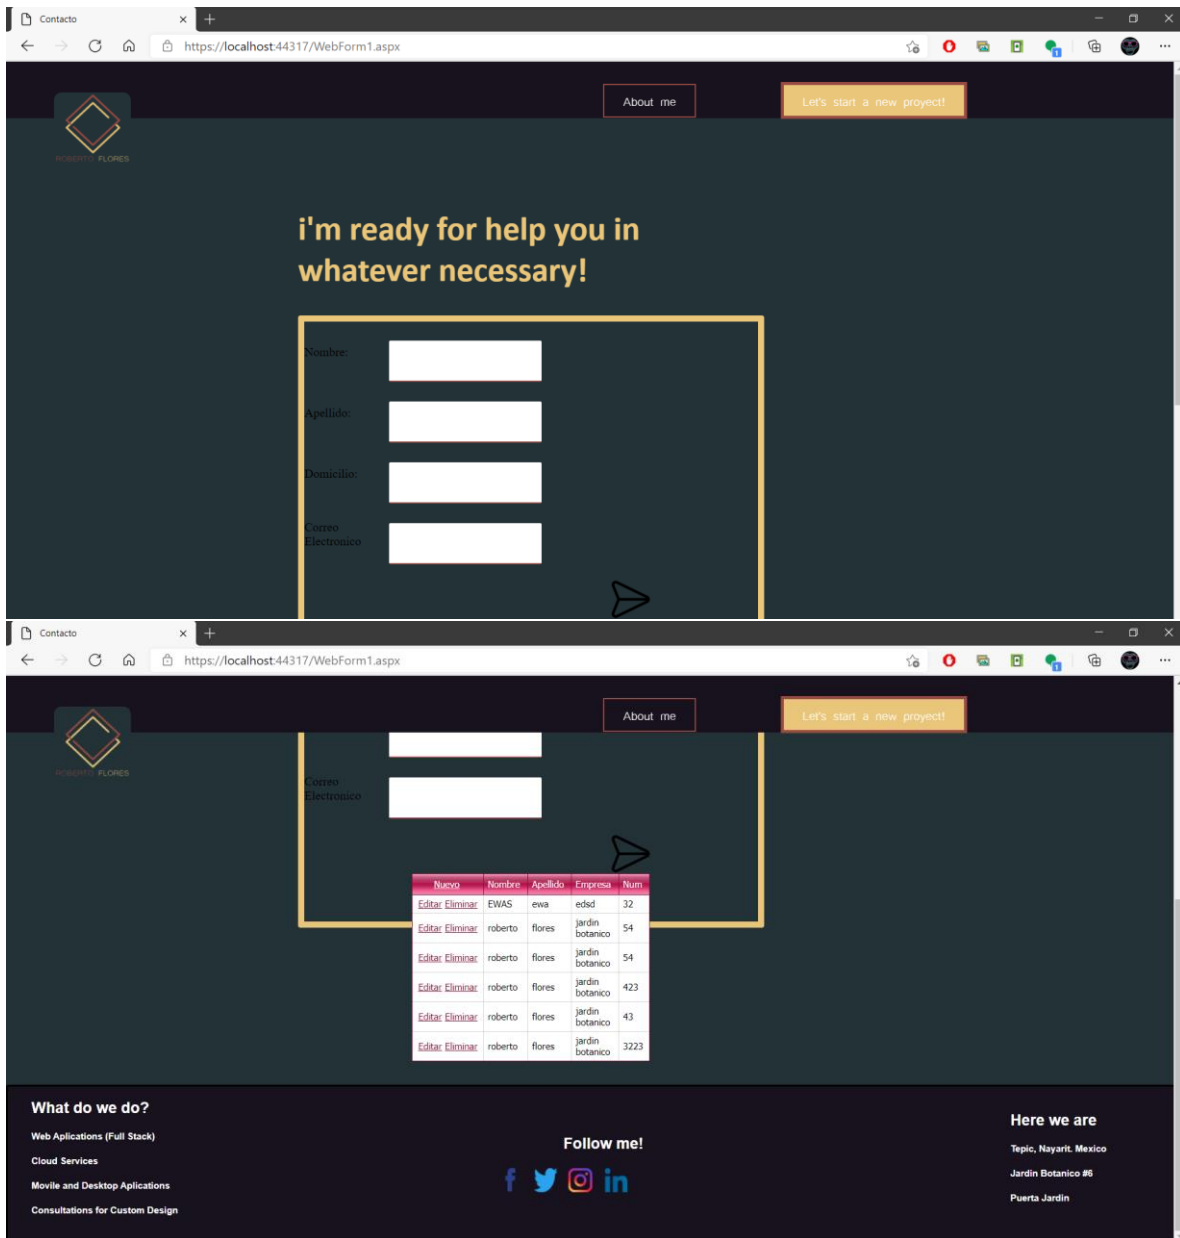 Contacto
https://localhost:44317/WebForm1.aspx
1
About me
Let's start a new proyect!
ROBERTO FLORES
i'm ready for help you in
whatever necessary!
Nombre:
Apellido:
Domicilio:
Correo
Electronico
Contacto
https://localhost:44317/WebForm1.aspx
1
About me
Let's start a new proyect!
ROBERTO FLORES
Correo
Electronico
Nuevo Nombre Apellido Empresa Num
Editar Eliminar EWAS ewa edsd 32
Editar Eliminar roberto flores jardin botanico 54
Editar Eliminar roberto flores jardin botanico 54
Editar Eliminar roberto flores jardin botanico 423
Editar Eliminar roberto flores jardin botanico 43
Editar Eliminar roberto flores jardin botanico 3223
What do we do?
Web Aplications (Full Stack)
Cloud Services
Movile and Desktop Aplications
Consultations for Custom Design
Follow me!
Here we are
Tepic, Nayarit. Mexico
Jardin Botanico #6
Puerta Jardin